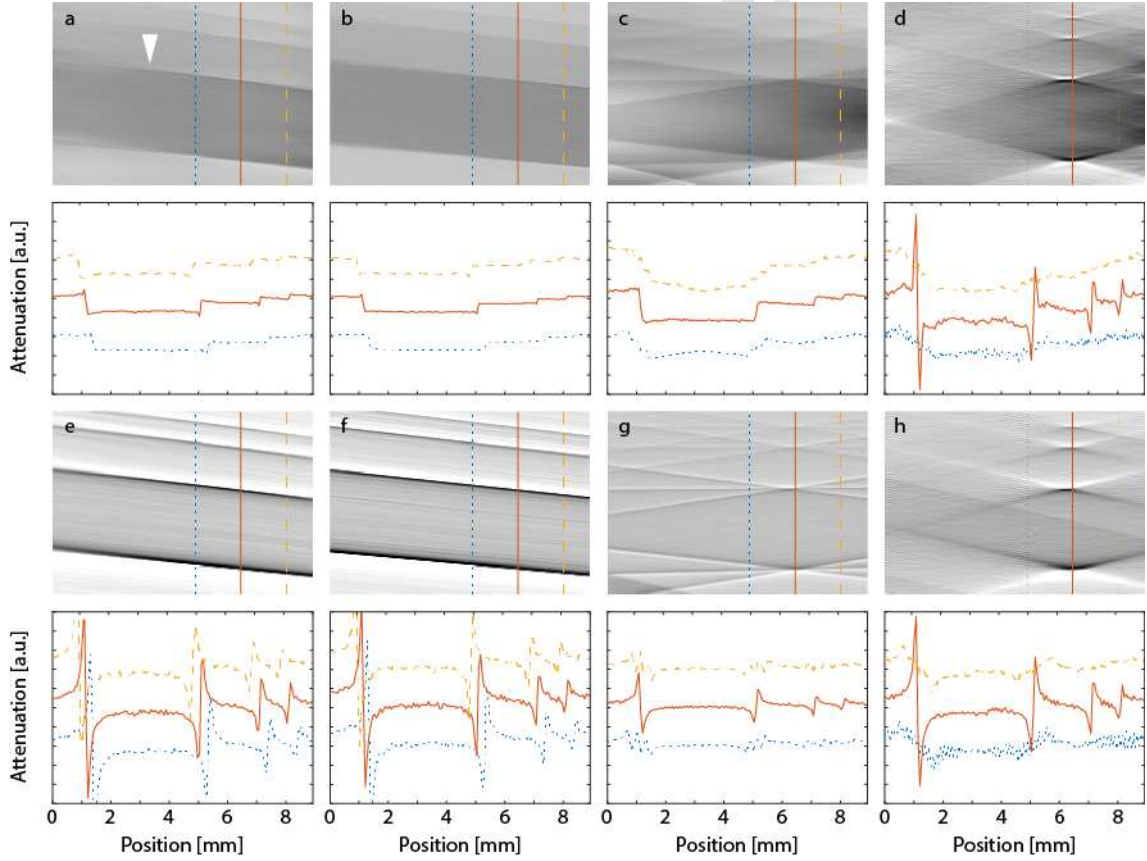 a b c d
Attenuation [a.u.]
e f g h
Attenuation [a.u.]
0 2 4 6 8 0 2 4 6 8 0 2 4 6 8 0 2 4 6 8
Position [mm] Position [mm] Position [mm] Position [mm]